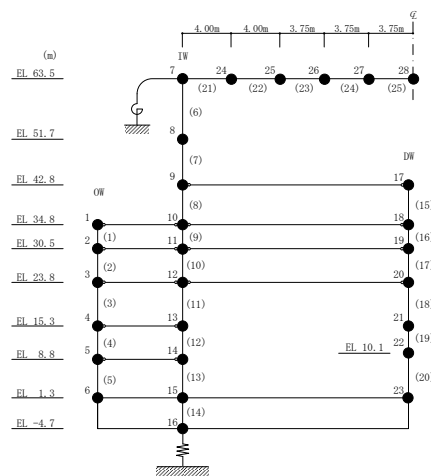 ℄
4.00m 4.00m 3.75m 3.75m 3.75m
(m) IW
EL 63.5 7 24 25 26 27 28
(21) (22) (23) (24) (25)
(6)
EL 51.7 8
(7) DW
EL 42.8 9 17
OW (8) (15)
EL 34.8 1 10 18
(1) (9) (16)
EL 30.5 2 11 19
(2) (10) (17)
EL 23.8 3 12 20
(3) (11) (18)
EL 15.3 4 13 21
(4) (12) (19)
EL 8.8 5 14 EL 10.1 22
(5) (13) (20)
EL 1.3 6 15 23
(14)
EL -4.7 16